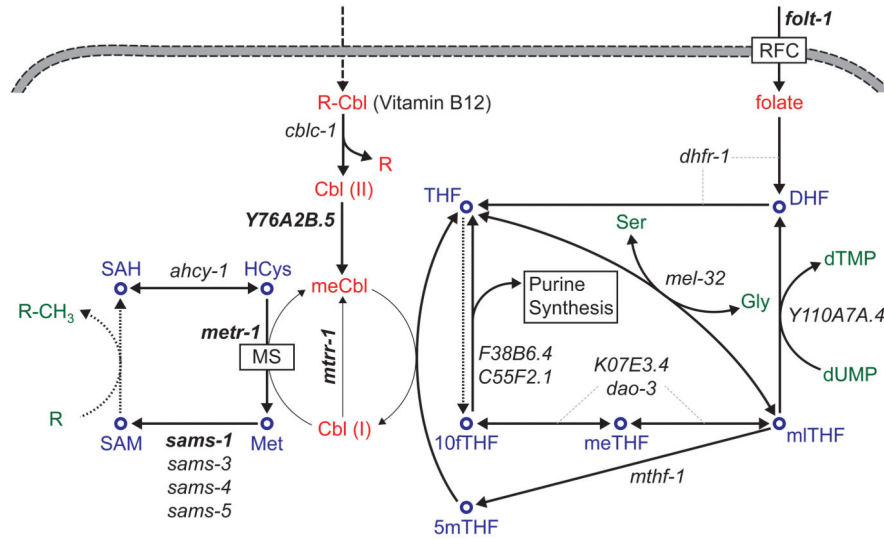 folt-1
RFC
R-Cbl (Vitamin B12)
folate
cblc-1
R
dhfr-1
Cbl (II)
THF
DHF
Y76A2B.5
Ser
SAH
ahcy-1
HCys
meCbl
Purine
Synthesis
mel-32
dTMP
Gly
R-CH3
metr-1
MS
mtrr-1
Y110A7A.4
F38B6.4
C55F2.1
K07E3.4
dao-3
dUMP
R
SAM
sams-1
sams-3
sams-4
sams-5
Met
Cbl (I)
10fTHF
meTHF
mlTHF
mthf-1
5mTHF